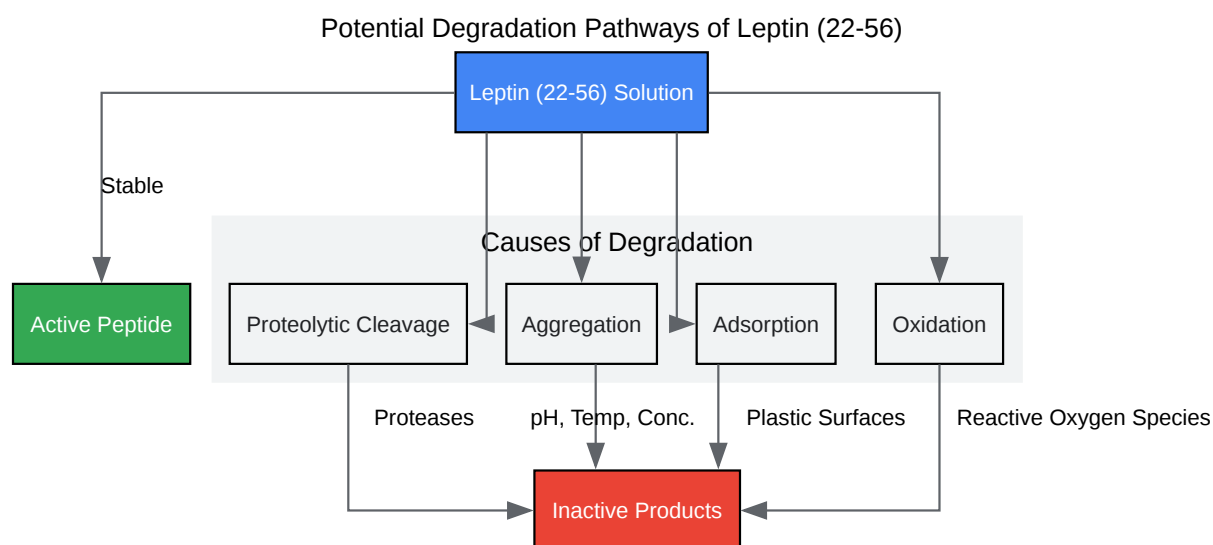 Potential Degradation Pathways of Leptin (22-56)
Leptin (22-56) Solution
Stable
Causes of Degradation
Active Peptide
Proteolytic Cleavage
Aggregation
Adsorption
Oxidation
Proteases
pH, Temp, Conc.
Plastic Surfaces
Reactive Oxygen Species
Inactive Products